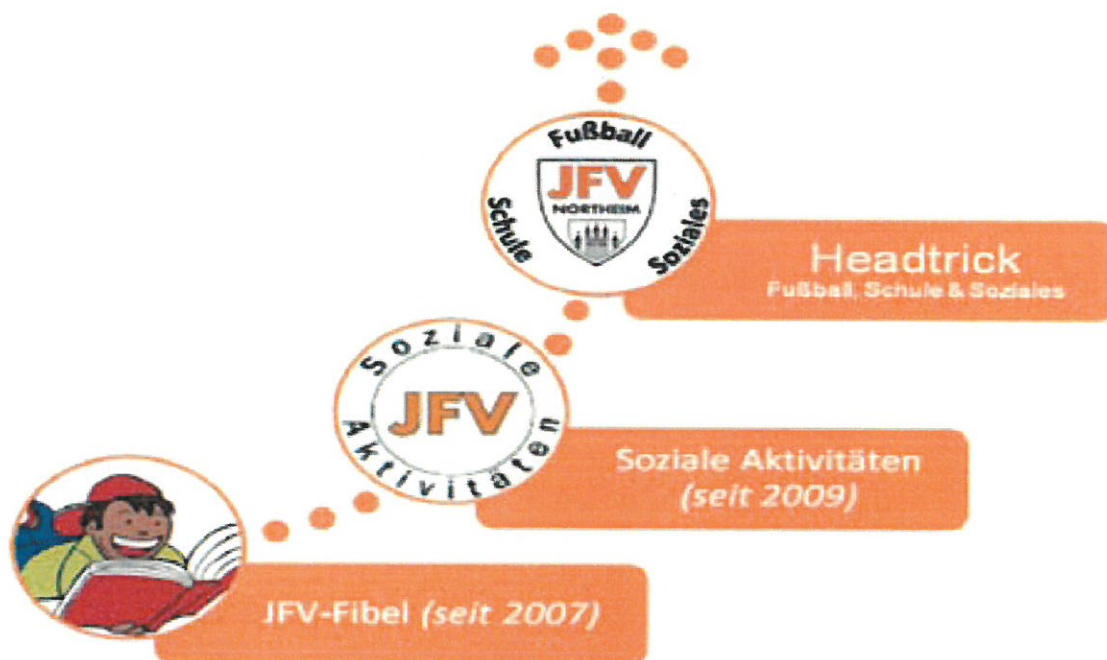 Fußball
JFV
NORTHEIM
Schule
Soziales
Headtrick
Fußball, Schule & Soziales
Soziale
JFV
Aktivitäten
Soziale Aktivitäten
(seit 2009)
JFV-Fibel (seit 2007)